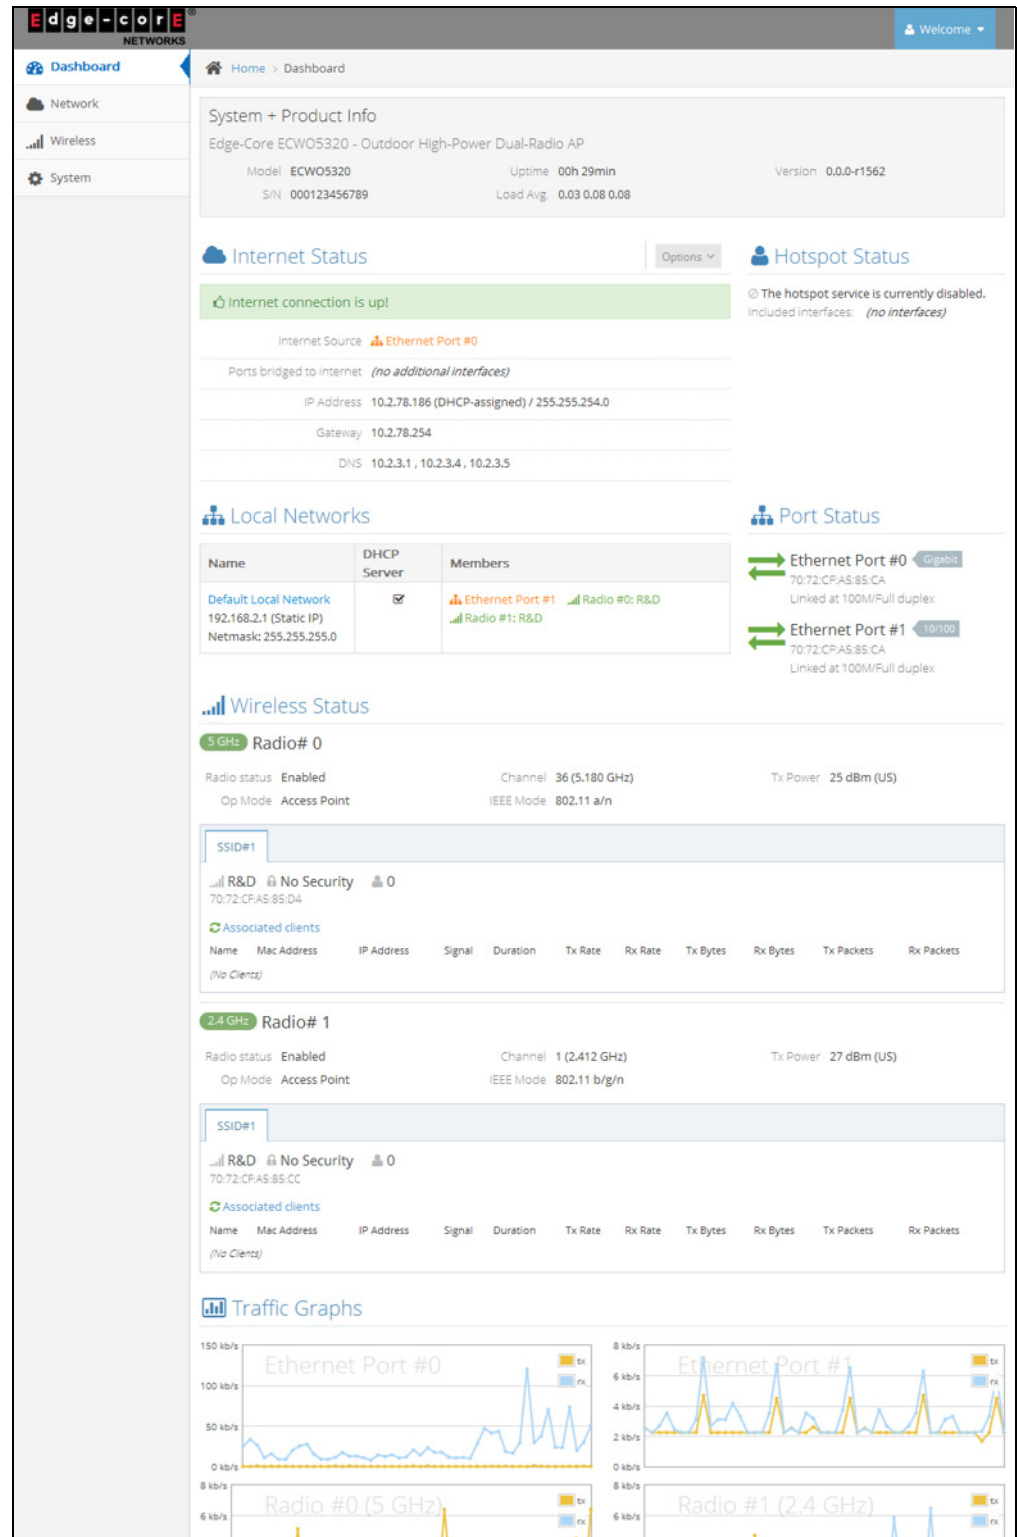 Edge-corE®
NETWORKS
Welcome
Dashboard
Home > Dashboard
Network
Wireless
System
System + Product Info
Edge-Core ECWO5320 - Outdoor High-Power Dual-Radio AP
Model ECWO5320 Uptime 00h 29min Version 0.0.0-r1562
S/N 000123456789 Load Avg. 0.03 0.08 0.08
Internet Status Options
Hotspot Status
Internet connection is up!
The hotspot service is currently disabled.
Included interfaces: (no interfaces)
Internet Source Ethernet Port #0
Ports bridged to internet (no additional interfaces)
IP Address 10.2.78.186 (DHCP-assigned) / 255.255.254.0
Gateway 10.2.78.254
DNS 10.2.3.1 , 10.2.3.4 , 10.2.3.5
Local Networks
Name DHCP Server Members
Default Local Network
192.168.2.1 (Static IP)
Netmask: 255.255.255.0
Ethernet Port #1 Radio #0: R&D
Radio #1: R&D
Port Status
Ethernet Port #0 Gigabit
70:72:CF:A5:85:CA
Linked at 100M/Full duplex
Ethernet Port #1 10/100
70:72:CF:A5:85:CA
Linked at 100M/Full duplex
Wireless Status
5 GHz Radio# 0
Radio status Enabled Channel 36 (5.180 GHz) Tx Power 25 dBm (US)
Op Mode Access Point IEEE Mode 802.11 a/n
SSID#1
R&D No Security 0
70:72:CF:A5:85:D4
Associated clients
Name Mac Address IP Address Signal Duration Tx Rate Rx Rate Tx Bytes Rx Bytes Tx Packets Rx Packets
(No Clients)
2.4 GHz Radio# 1
Radio status Enabled Channel 1 (2.412 GHz) Tx Power 27 dBm (US)
Op Mode Access Point IEEE Mode 802.11 b/g/n
SSID#1
R&D No Security 0
70:72:CF:A5:85:CC
Associated clients
Name Mac Address IP Address Signal Duration Tx Rate Rx Rate Tx Bytes Rx Bytes Tx Packets Rx Packets
(No Clients)
Traffic Graphs
150 kb/s
100 kb/s
50 kb/s
0 kb/s
Ethernet Port #0
tx
rx
8 kb/s
6 kb/s
4 kb/s
2 kb/s
0 kb/s
Ethernet Port #1
tx
rx
8 kb/s
6 kb/s
Radio #0 (5 GHz)
tx
rx
8 kb/s
6 kb/s
Radio #1 (2.4 GHz)
tx
rx